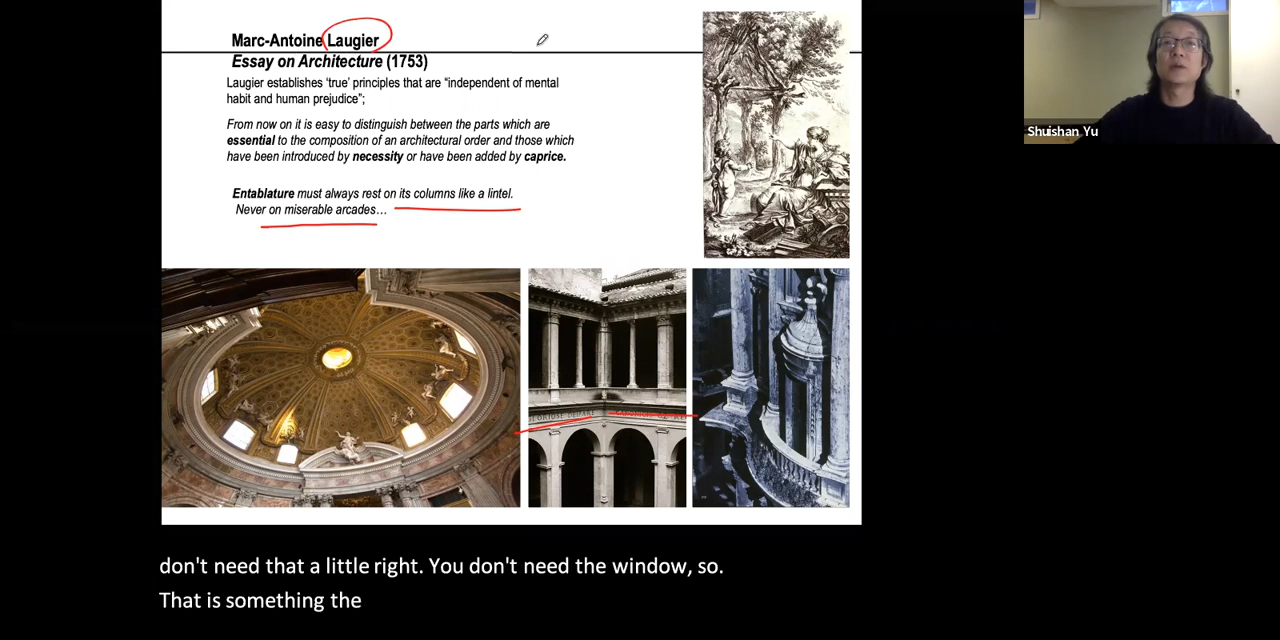 Marc-Antoine Laugier
Essay on Architecture (1753)
Laugier establishes ‘true’ principles that are “independent of mental
habit and human prejudice”;
From now on it is easy to distinguish between the parts which are
essential to the composition of an architectural order and those which
have been introduced by necessity or have been added by caprice.
Entablature must always rest on its columns like a lintel.
Never on miserable arcades…
Shuishan Yu
don't need that a little right. You don't need the window, so.
That is something the